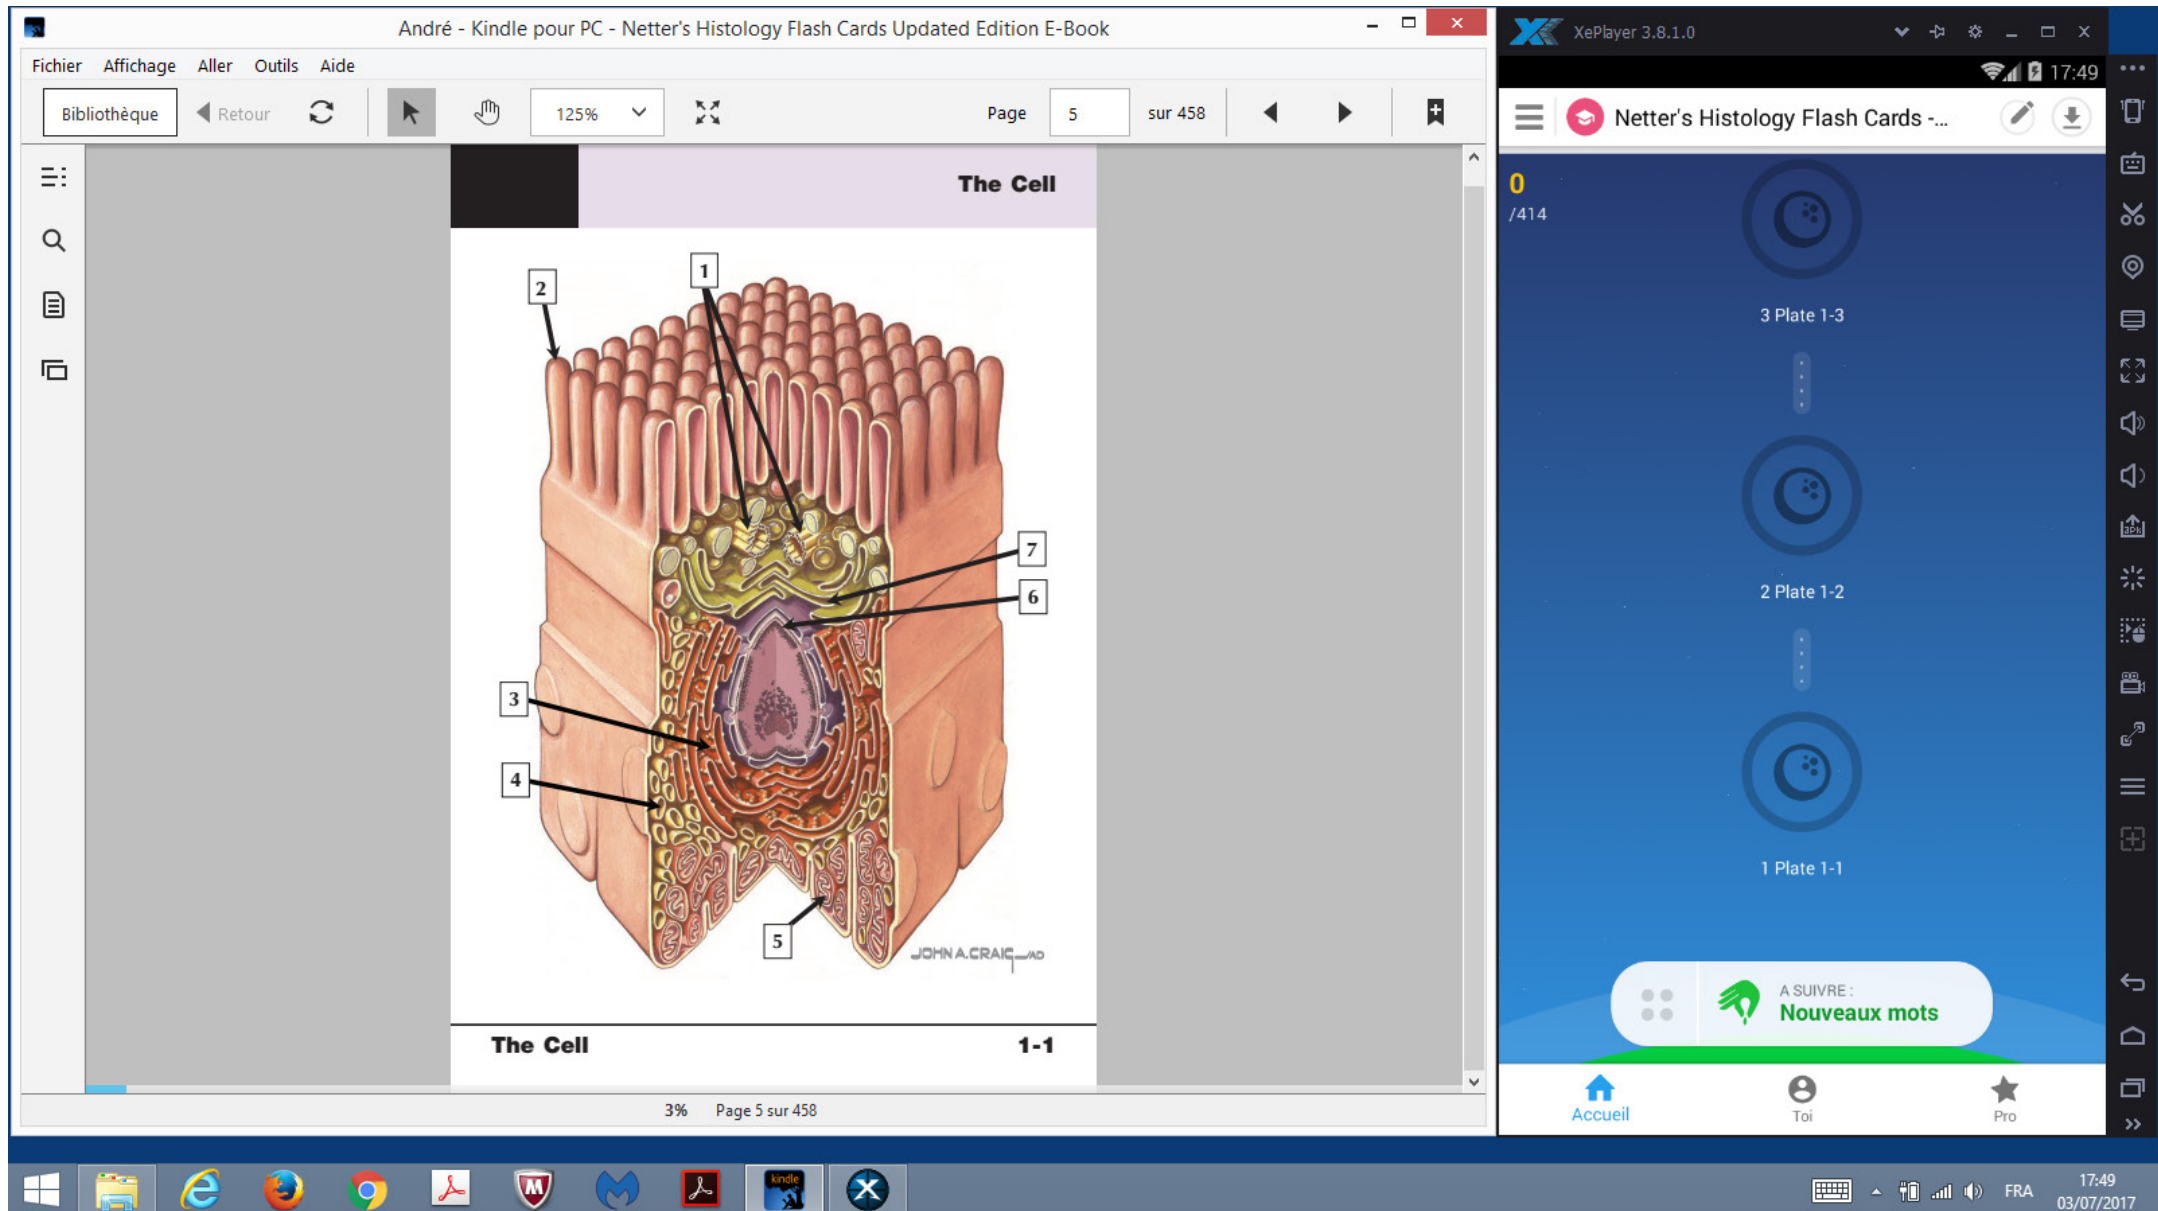 André - Kindle pour PC - Netter's Histology Flash Cards Updated Edition E-Book
Fichier Affichage Aller Outils Aide
Bibliothèque Retour 125% Page 5 sur 458
The Cell
1
2
7
6
3
4
5
JOHN A. CRAIG MD
The Cell 1-1
3% Page 5 sur 458
XePlayer 3.8.1.0
17:49
Netter's Histology Flash Cards -...
0
/414
3 Plate 1-3
2 Plate 1-2
1 Plate 1-1
A SUIVRE :
Nouveaux mots
Accueil Toi Pro
apk
kindle
FRA
17:49
03/07/2017